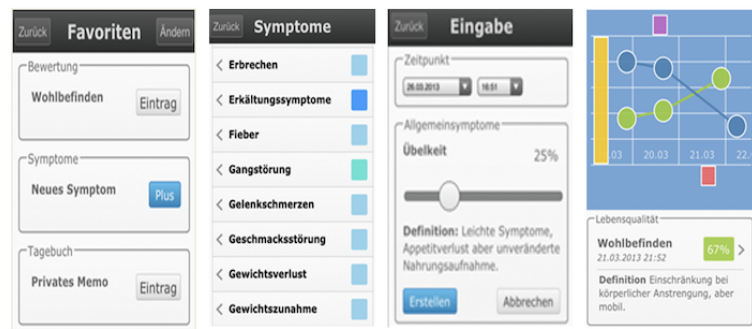 Zurück Favoriten Ändern
Bewertung
Wohlbefinden Eintrag
Symptome
Neues Symptom Plus
Tagebuch
Privates Memo Eintrag
Zurück Symptome
Erbrechen
Erkältungssymptome
Fieber
Gangstörung
Gelenkschmerzen
Geschmacksstörung
Gewichtsverlust
Gewichtszunahme
Zurück Eingabe
Zeitpunkt
26.03.2013 16:51
Allgemeinsymptome
Übelkeit 25%
Definition: Leichte Symptome,
Appetitverlust aber unveränderte
Nahrungsaufnahme.
Erstellen Abbrechen
.03 20.03 21.03 22.
Lebensqualität
Wohlbefinden 67%
21.03.2013 21:52
Definition Einschränkung bei
körperlicher Anstrengung, aber
mobil.